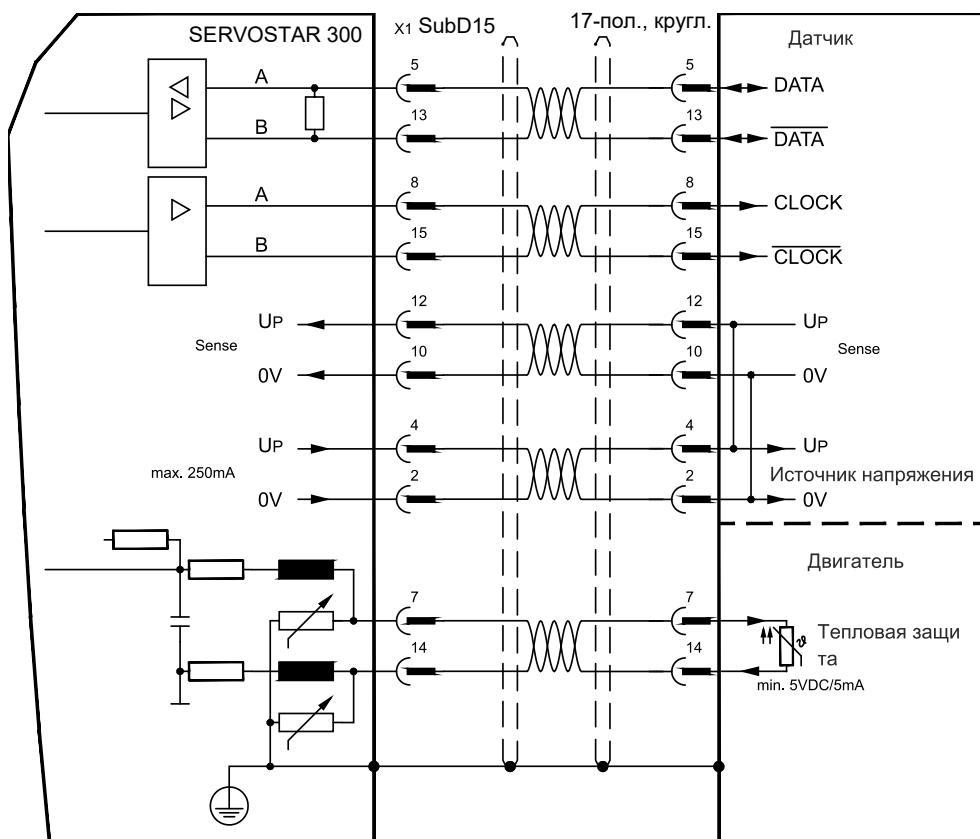 SERVOSTAR 300
X1 SubD15
17-пол., кругл.
Датчик
A
5
5
DATA
B
13
13
DATA
A
8
8
CLOCK
B
15
15
CLOCK
UP
12
12
UP
Sense
Sense
0V
10
10
0V
UP
4
4
UP
max. 250mA
Источник напряжения
0V
2
2
0V
Двигатель
7
7
Тепловая защи
та
14
14
min. 5VDC/5mA